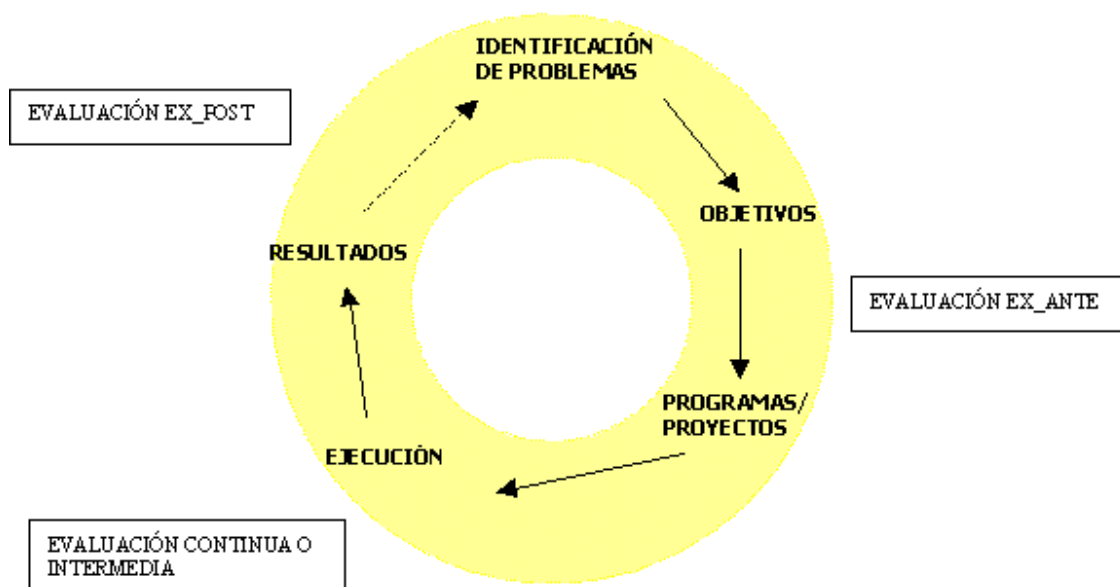 IDENTIFICACIÓN
DE PROBLEMAS
EVALUACIÓN EX_POST
OBJETIVOS
RESULTADOS
EVALUACIÓN EX_ANTE
PROGRAMAS/
PROYECTOS
EJECUCIÓN
EVALUACIÓN CONTINUA O
INTERMEDIA